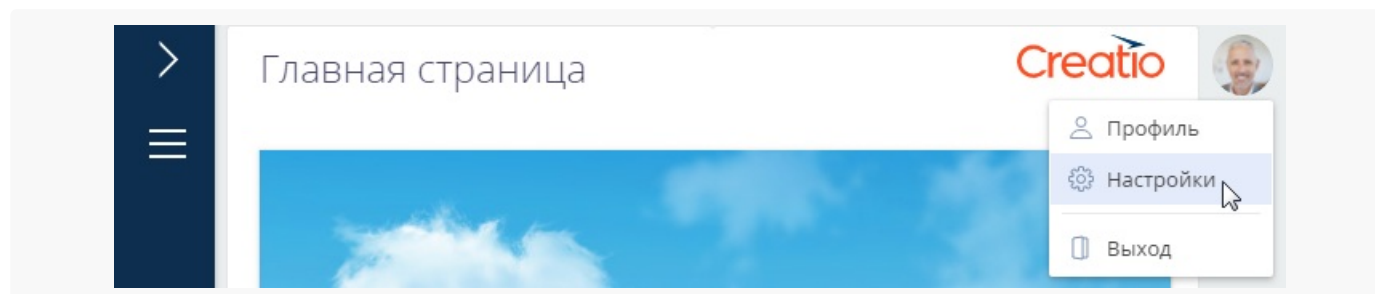 Главная страница
Creatio
Профиль
Настройки
Выход